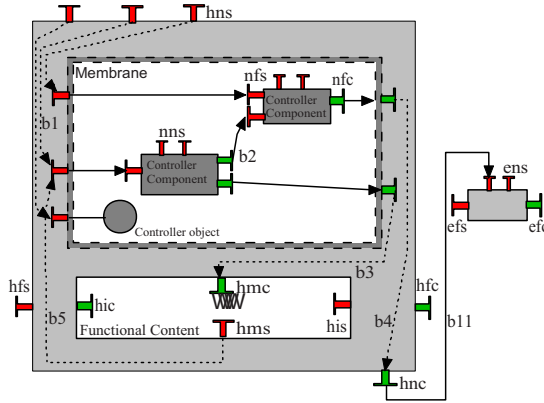 hns
Membrane
nfs
nfc
b1
Controller
Component
nns
b2
Controller
Component
ens
efs
efc
Controller object
b3
hfs
hic
hmc
hfc
b5
his
b4
b11
Functional Content
hms
hnc